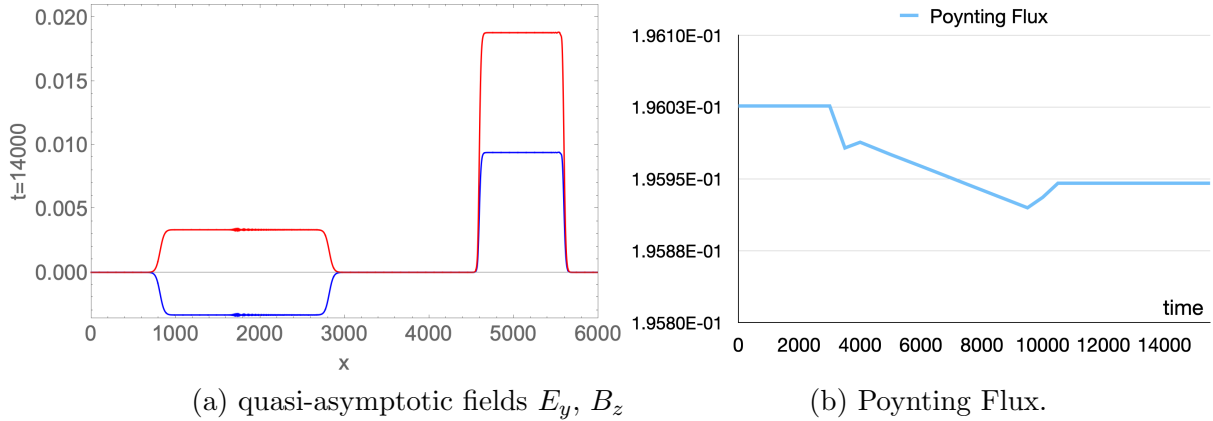 0.020
0.015
0.010
0.005
0.000
t=14000
0 1000 2000 3000 4000 5000 6000
x
Poynting Flux
1.9610E-01
1.9603E-01
1.9595E-01
1.9588E-01
1.9580E-01
time
0 2000 4000 6000 8000 10000 12000 14000
(a) quasi-asymptotic fields $E_y$, $B_z$
(b) Poynting Flux.